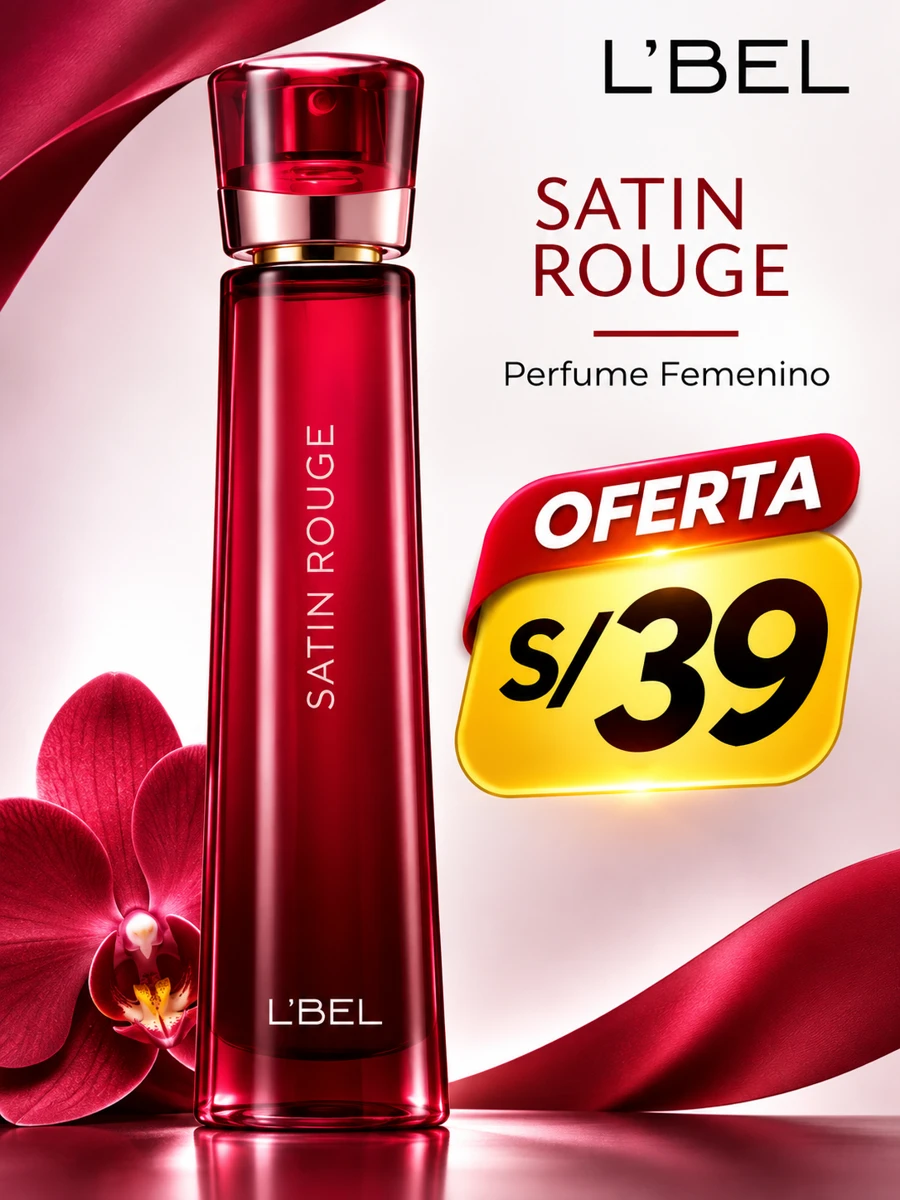 L'BEL
SATIN
ROUGE
Perfume Femenino
OFERTA
S/39
SATIN ROUGE
L'BEL